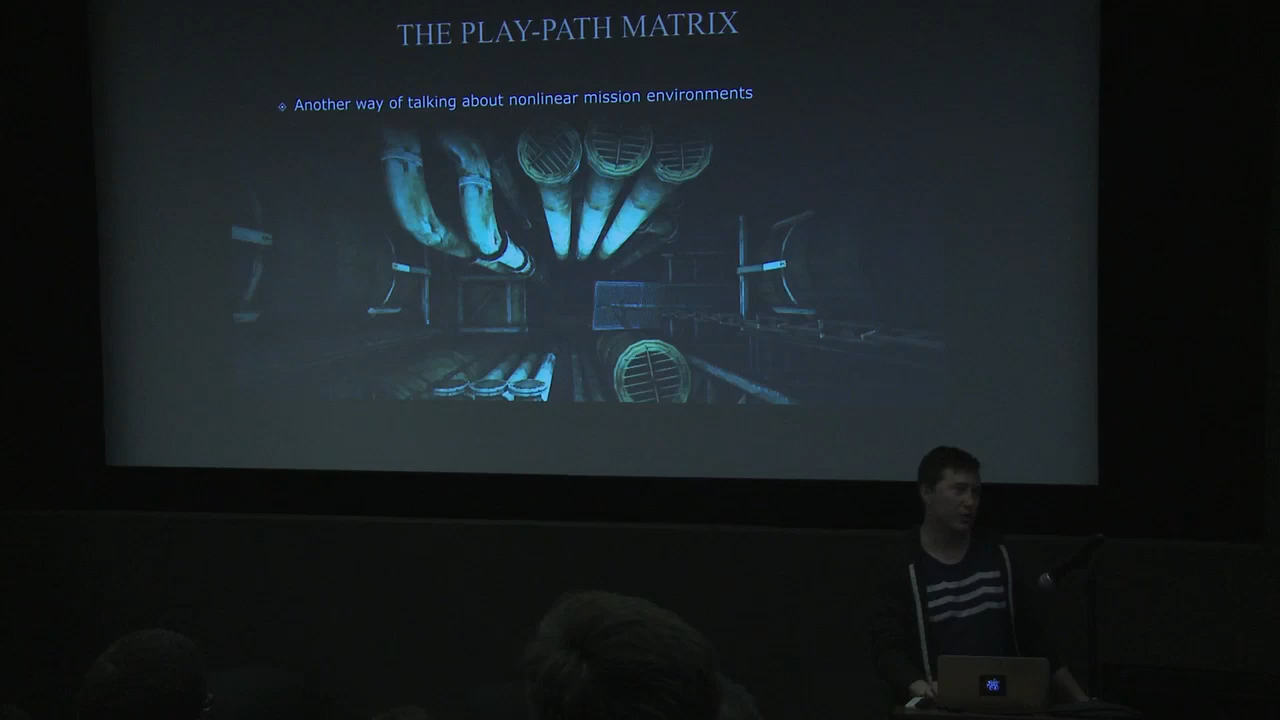 THE PLAY-PATH MATRIX
Another way of talking about nonlinear mission environments